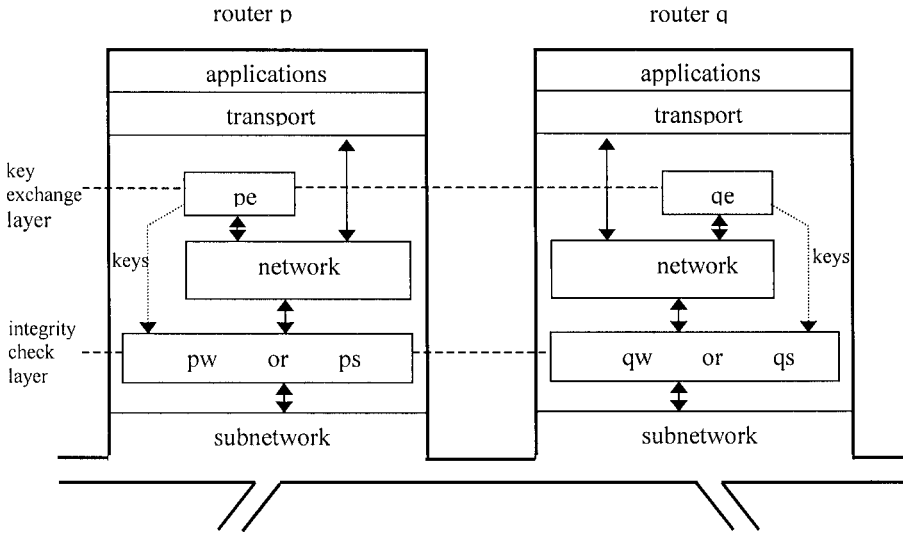 router p
router q
applications
applications
transport
transport
key
exchange
layer
pe
qe
keys
keys
network
network
integrity
check
layer
pw or ps
qw or qs
subnetwork
subnetwork